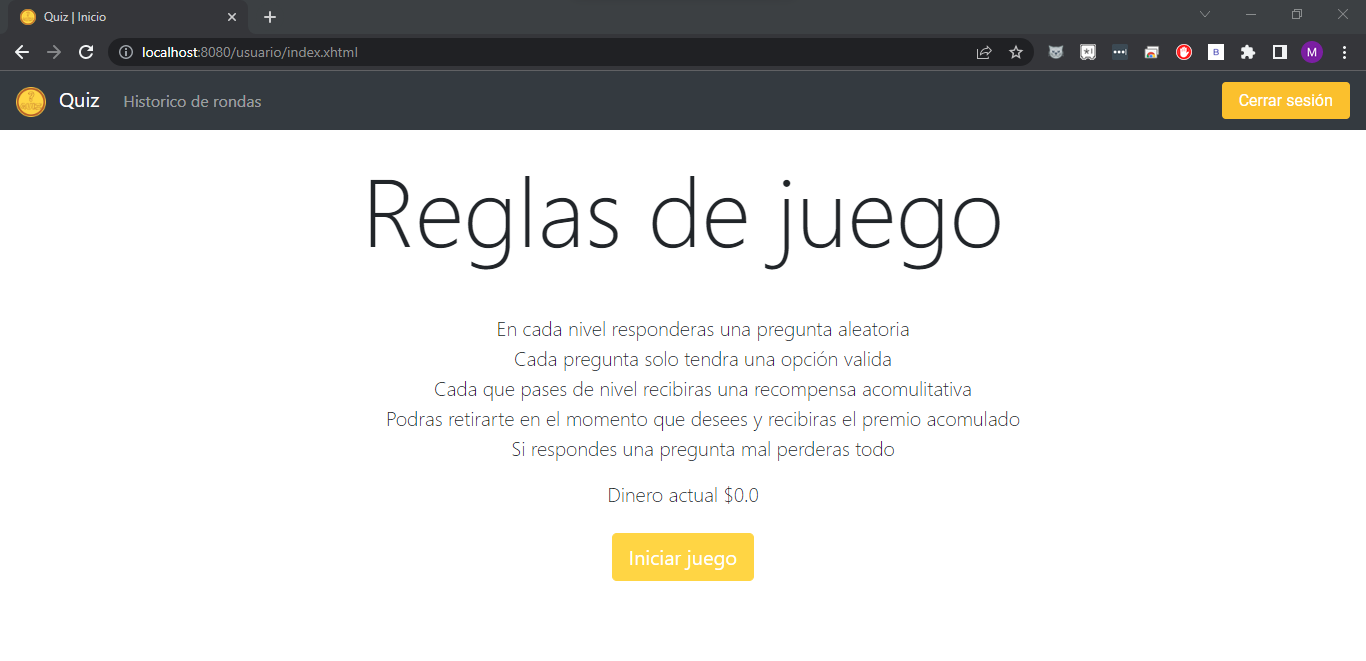 Quiz | Inicio
localhost:8080/usuario/index.xhtml
M
Quiz
Historico de rondas
Cerrar sesión
Reglas de juego
En cada nivel responderas una pregunta aleatoria
Cada pregunta solo tendra una opción valida
Cada que pases de nivel recibiras una recompensa acomulitativa
Podras retirarte en el momento que desees y recibiras el premio acomulado
Si respondes una pregunta mal perderas todo
Dinero actual $0.0
Iniciar juego